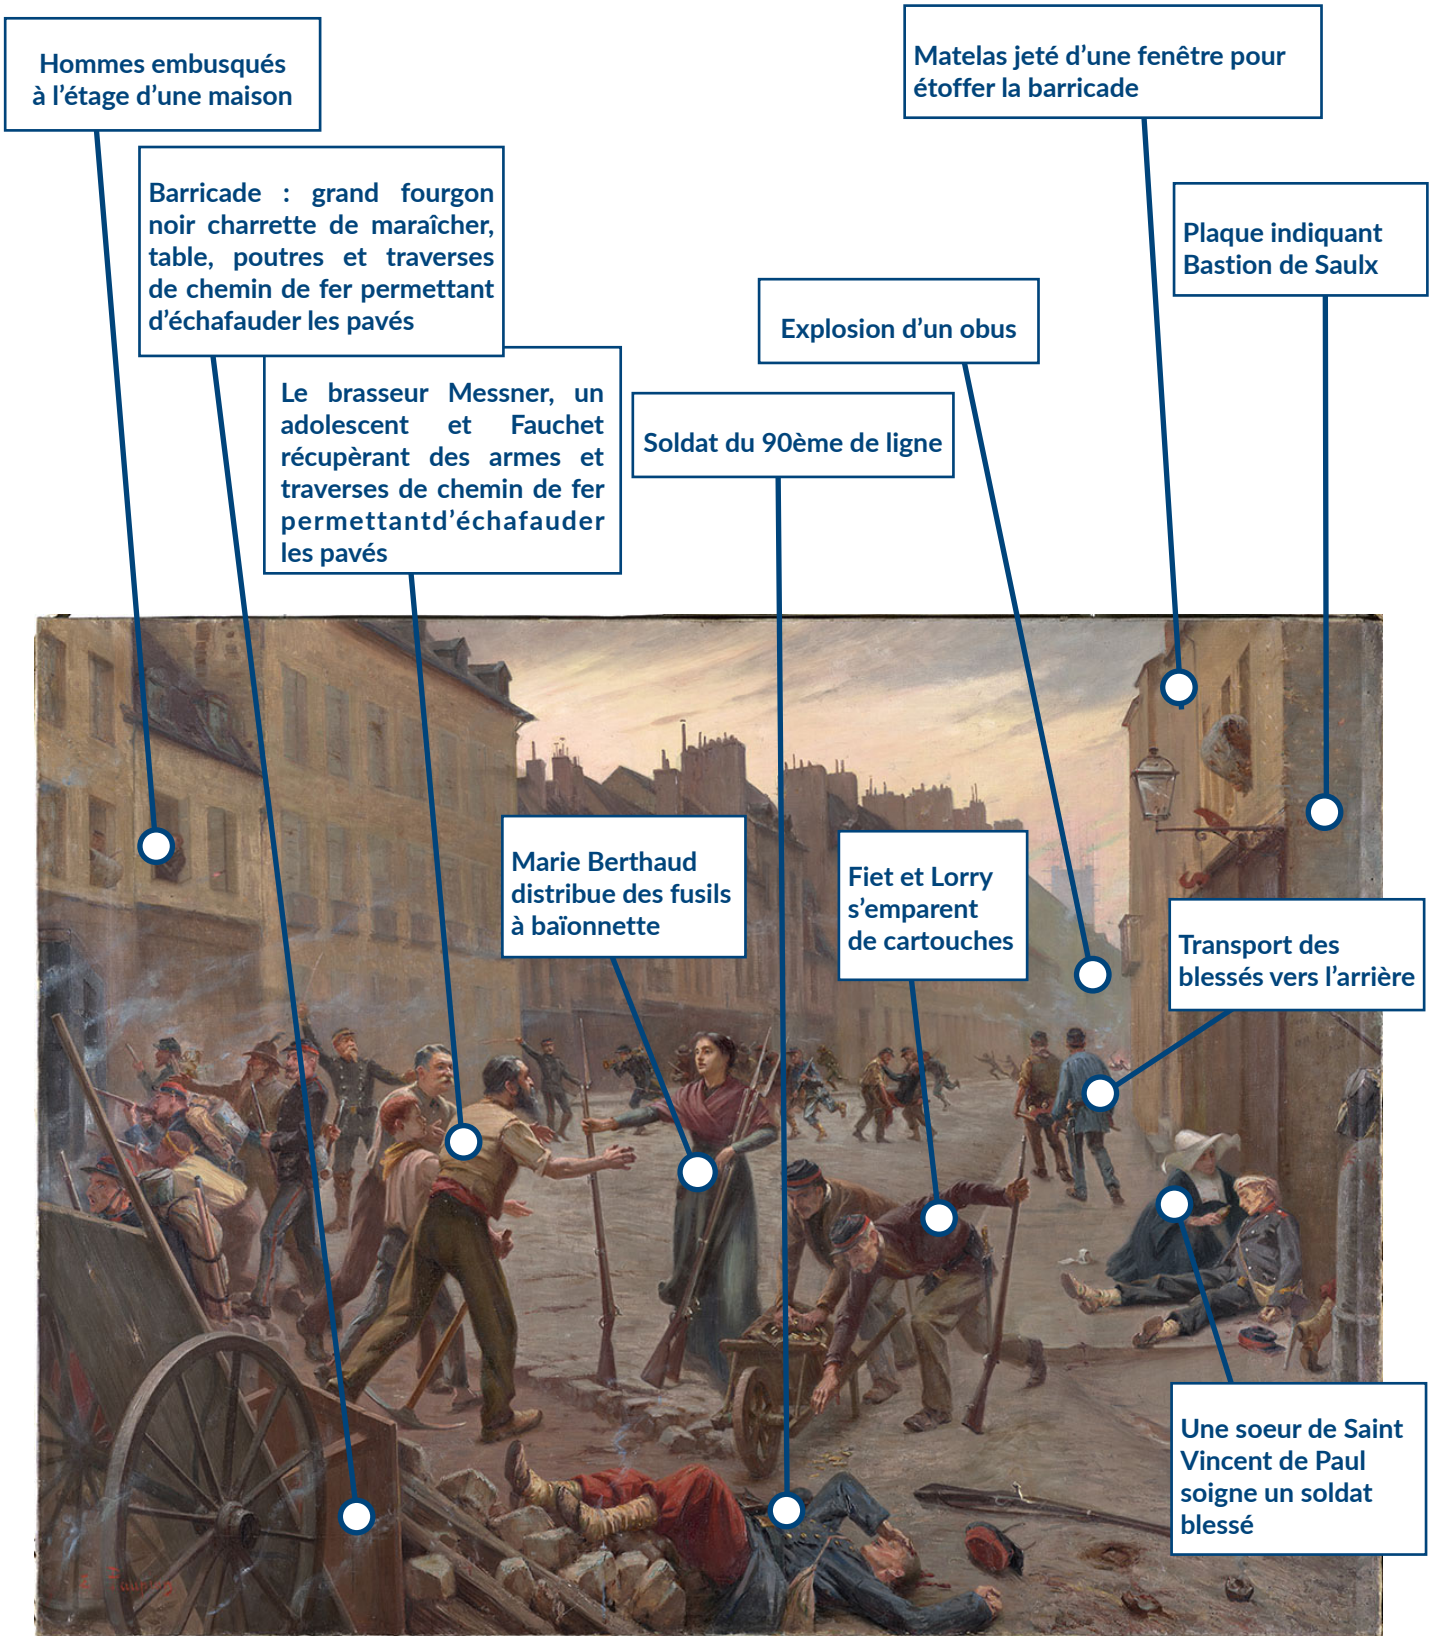 Hommes embusqués
à l’étage d’une maison
Matelas jeté d’une fenêtre pour
étoffer la barricade
Barricade : grand fourgon
noir charrette de maraîcher,
table, poutres et traverses
de chemin de fer permettant
d’échafauder les pavés
Plaque indiquant
Bastion de Saulx
Explosion d’un obus
Le brasseur Messner, un
adolescent et Fauchet
récupèrant des armes et
traverses de chemin de fer
permettantd’échafauder
les pavés
Soldat du 90ème de ligne
Marie Berthaud
distribue des fusils
à baïonnette
Fiet et Lorry
s’emparent
de cartouches
Transport des
blessés vers l’arrière
Une soeur de Saint
Vincent de Paul
soigne un soldat
blessé